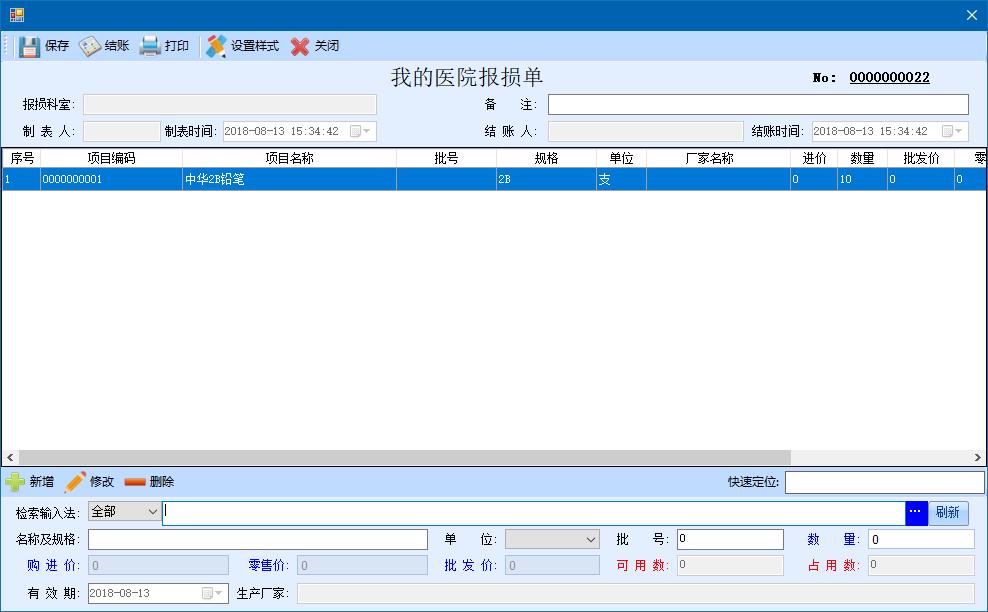 保存 结账 打印 设置样式 关闭
我的医院报损单 No: 0000000022
报损科室: 备 注:
制 表 人: 制表时间: 2018-08-13 15:34:42 结 账 人: 结账时间: 2018-08-13 15:34:42
序号 项目编码 项目名称 批号 规格 单位 厂家名称 进价 数量 批发价 零
1 0000000001 中华2B铅笔 2B 支 0 10 0 0
新增 修改 删除 快速定位:
检索输入法: 全部 ... 刷新
名称及规格: 单 位: 批 号: 0 数 量: 0
购 进 价: 0 零售价: 0 批 发 价: 0 可 用 数: 0 占 用 数: 0
有 效 期: 2018-08-13 生产厂家: